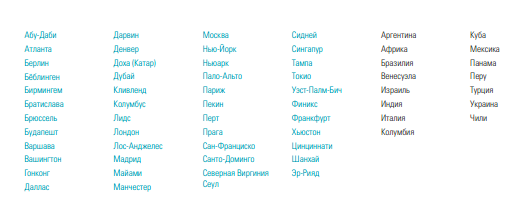 Абу-Даби
Атланта
Берлин
Бёблинген
Бирмингем
Братислава
Брюссель
Будапешт
Варшава
Вашингтон
Гонконг
Даллас
Дарвин
Денвер
Доха (Катар)
Дубай
Кливленд
Колумбус
Лидс
Лондон
Лос-Анджелес
Мадрид
Майами
Манчестер
Москва
Нью-Йорк
Ньюарк
Пало-Альто
Париж
Пекин
Перт
Прага
Сан-Франциско
Санто-Доминго
Северная Виргиния
Сеул
Сидней
Сингапур
Тампа
Токио
Уэст-Палм-Бич
Финикс
Франкфурт
Хьюстон
Цинциннати
Шанхай
Эр-Рияд
Аргентина
Африка
Бразилия
Венесуэла
Израиль
Индия
Италия
Колумбия
Куба
Мексика
Панама
Перу
Турция
Украина
Чили